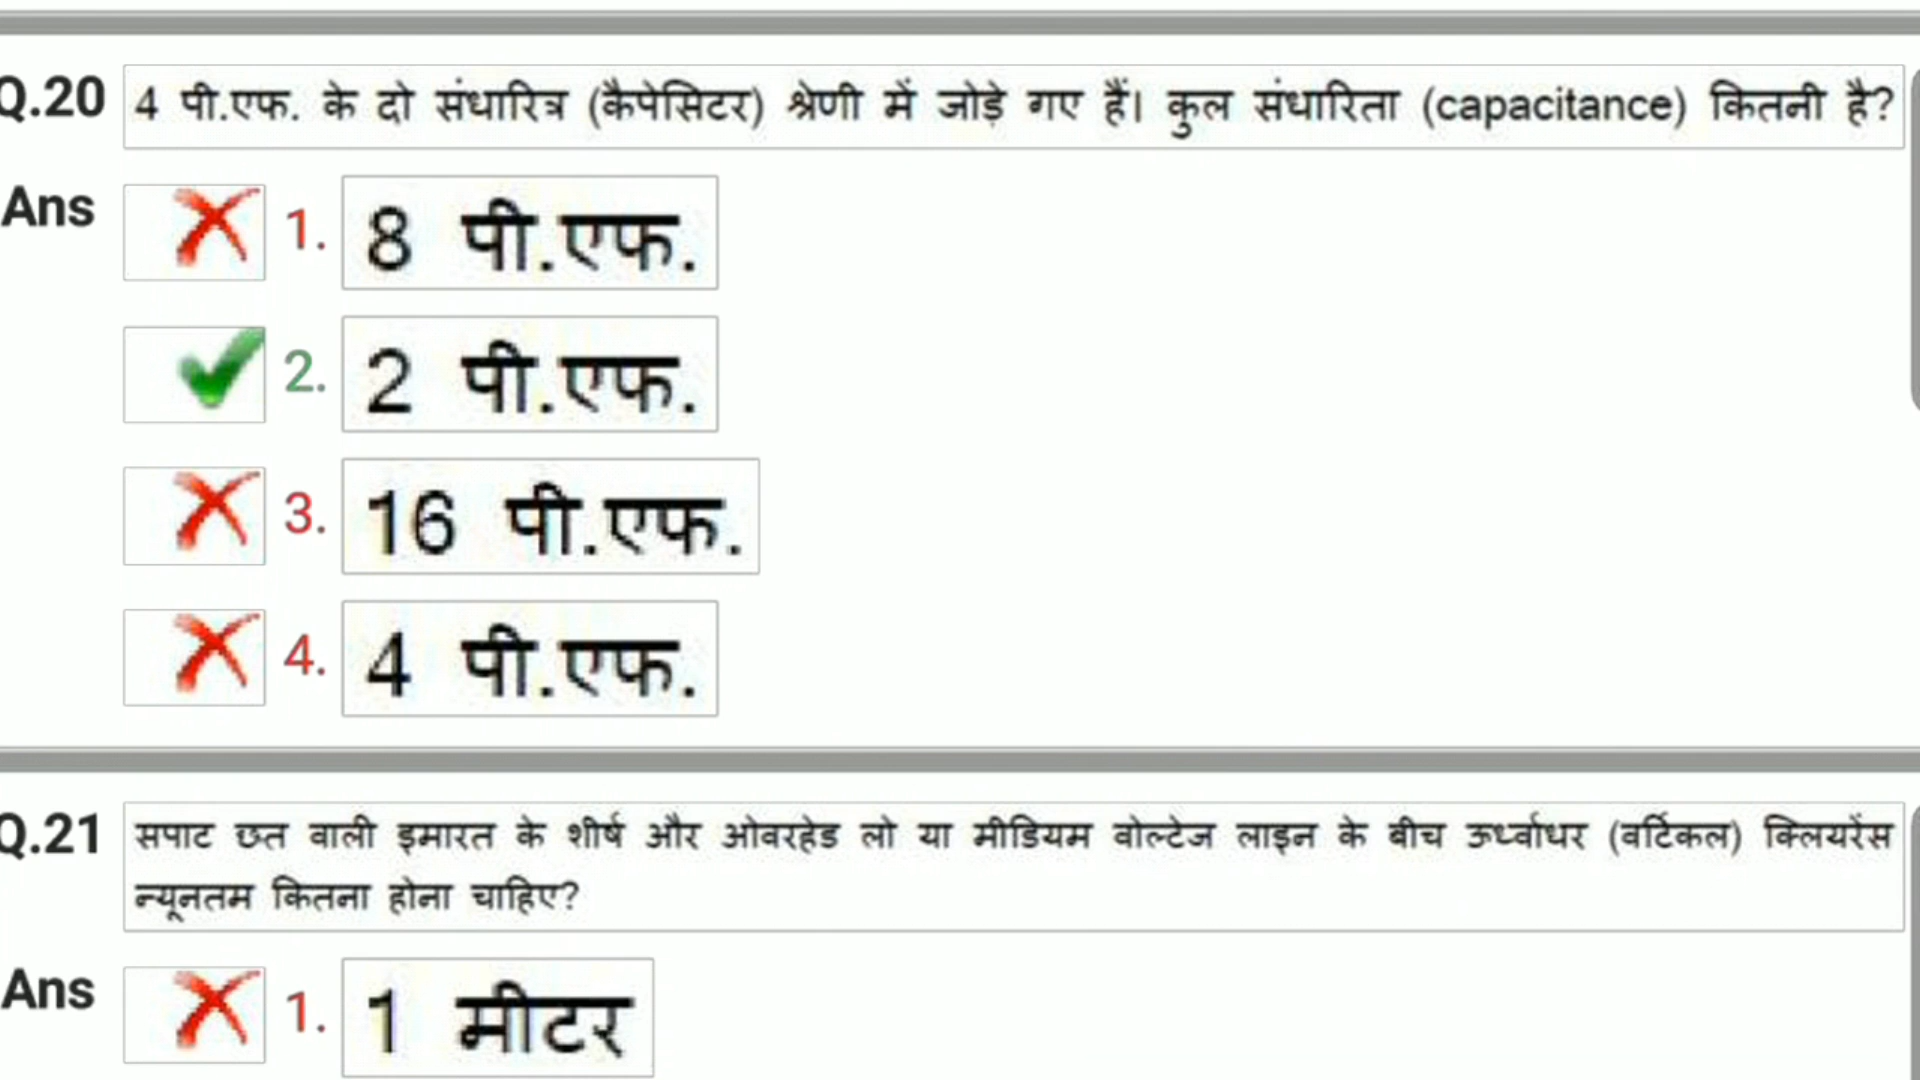 Q.20 4 पी.एफ. के दो संधारित्र (कैपेसिटर) श्रेणी में जोड़े गए हैं। कुल संधारिता (capacitance) कितनी है?
Ans 1. 8 पी.एफ.
2. 2 पी.एफ.
3. 16 पी.एफ.
4. 4 पी.एफ.
Q.21 सपाट छत वाली इमारत के शीर्ष और ओवरहेड लो या मीडियम वोल्टेज लाइन के बीच ऊर्ध्वाधर (वर्टिकल) क्लियरेंस
न्यूनतम कितना होना चाहिए?
Ans 1. 1 मीटर